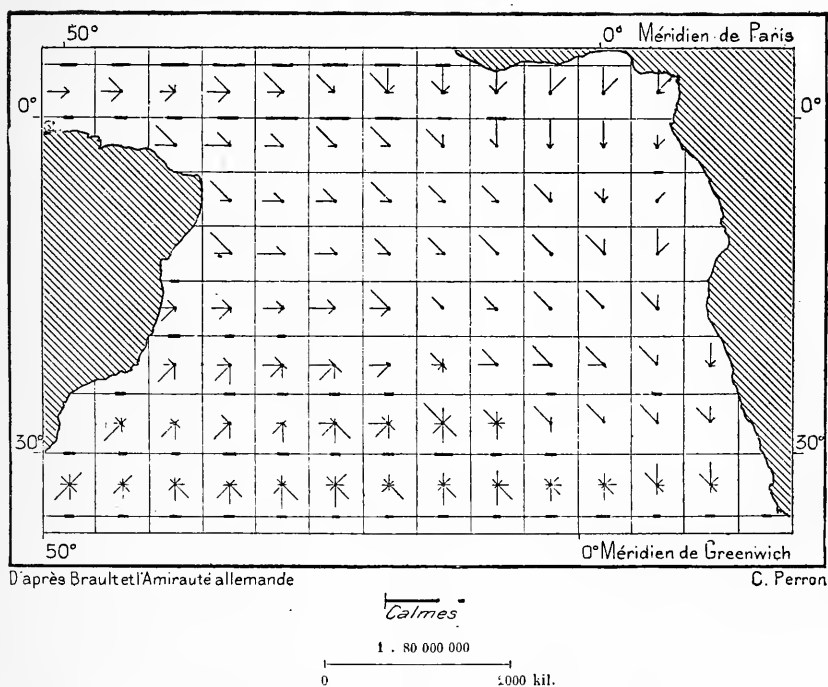 50° 0° Méridien de Paris
0° 0°
30° 30°
50° 0° Méridien de Greenwich
D'après Brault et l'Amirauté allemande C. Perron
Calmes
1 . 80 000 000
0 2000 kil.